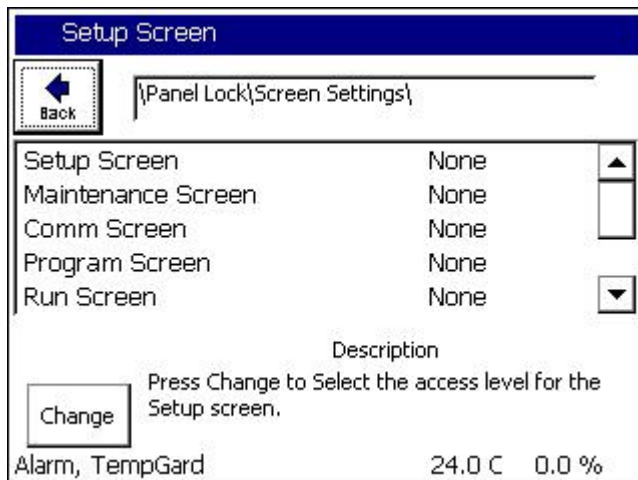 Setup Screen
Back
\Panel Lock\Screen Settings\
Setup Screen None
Maintenance Screen None
Comm Screen None
Program Screen None
Run Screen None
Description
Press Change to Select the access level for the
Setup screen.
Change
Alarm, TempGard 24.0 C 0.0 %